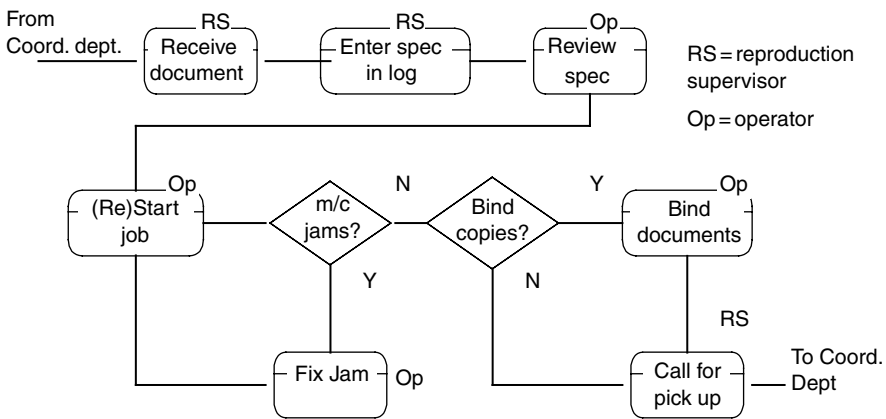 From
Coord. dept.
RS
Receive
document
RS
Enter spec
in log
Op
Review
spec
RS = reproduction
supervisor
Op = operator
Op
(Re)Start
job
m/c
jams?
N
Y
Bind
copies?
Y
N
Op
Bind
documents
Fix Jam
Op
RS
Call for
pick up
To Coord.
Dept